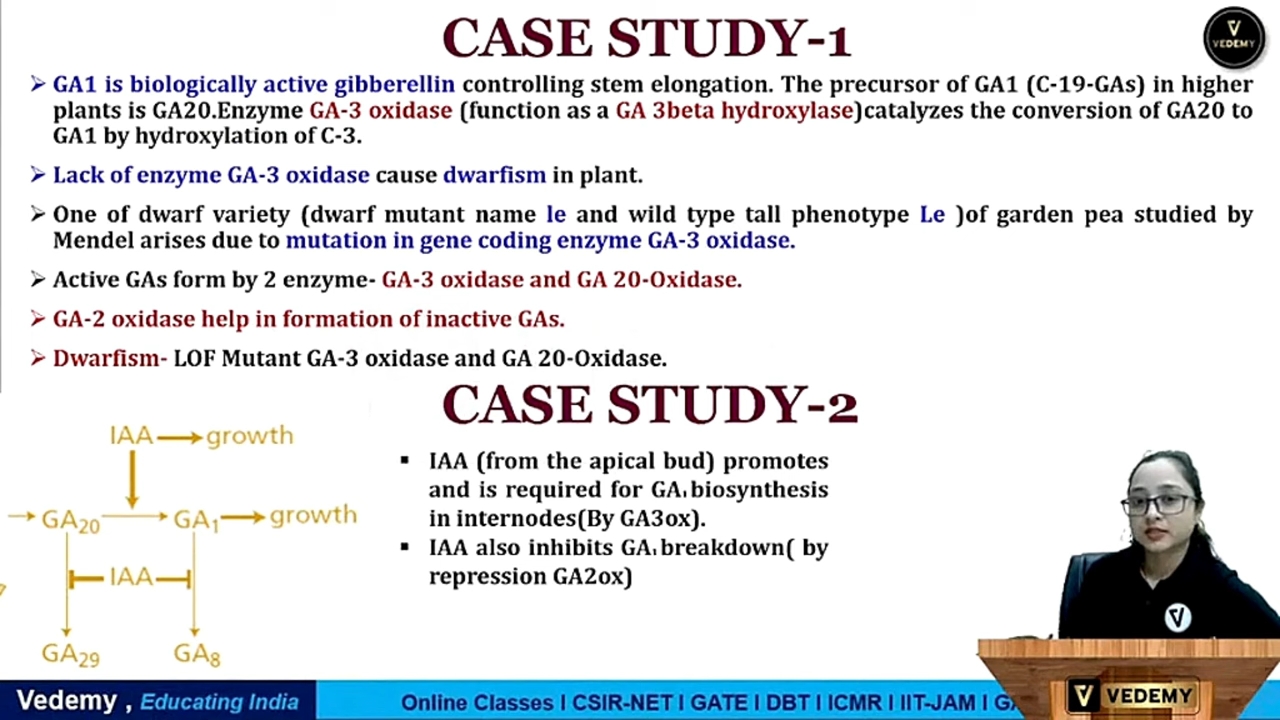 CASE STUDY-1
VEDEMY
➢ GA1 is biologically active gibberellin controlling stem elongation. The precursor of GA1 (C-19-GAs) in higher
plants is GA20.Enzyme GA-3 oxidase (function as a GA 3beta hydroxylase)catalyzes the conversion of GA20 to
GA1 by hydroxylation of C-3.
➢ Lack of enzyme GA-3 oxidase cause dwarfism in plant.
➢ One of dwarf variety (dwarf mutant name le and wild type tall phenotype Le )of garden pea studied by
Mendel arises due to mutation in gene coding enzyme GA-3 oxidase.
➢ Active GAs form by 2 enzyme- GA-3 oxidase and GA 20-Oxidase.
➢ GA-2 oxidase help in formation of inactive GAs.
➢ Dwarfism- LOF Mutant GA-3 oxidase and GA 20-Oxidase.
CASE STUDY-2
IAA growth
GA20 GA1 growth
IAA
GA29 GA8
▪ IAA (from the apical bud) promotes
and is required for GA₁biosynthesis
in internodes(By GA3ox).
▪ IAA also inhibits GA₁breakdown( by
repression GA2ox)
VEDEMY
Vedemy , Educating India
Online Classes I CSIR-NET I GATE I DBT I ICMR I IIT-JAM I